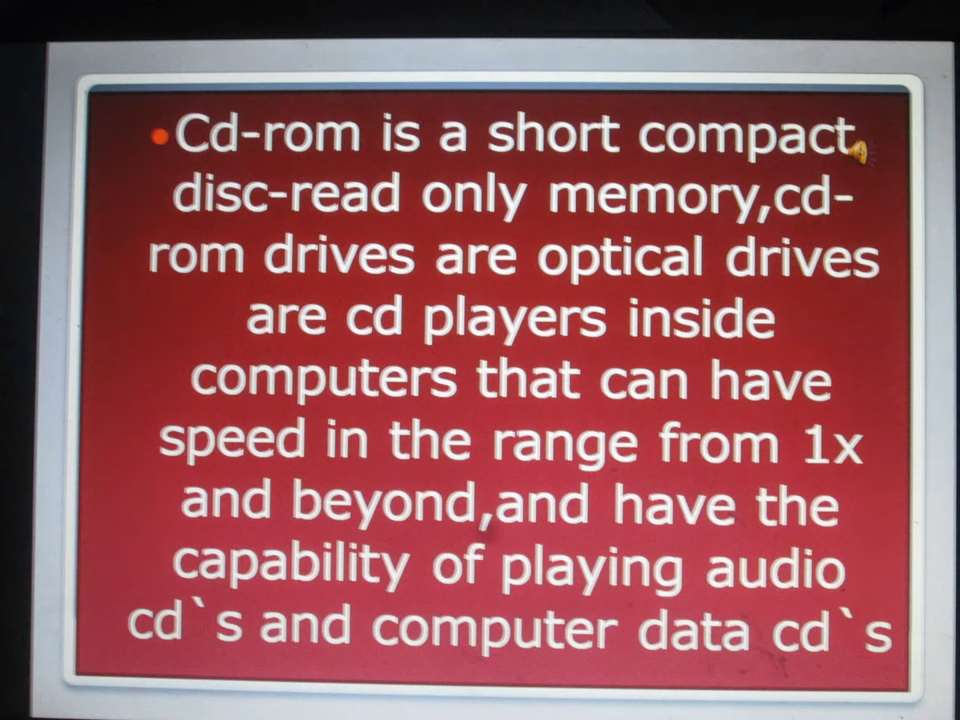 Cd-rom is a short compact
disc-read only memory,cd-
rom drives are optical drives
are cd players inside
computers that can have
speed in the range from 1x
and beyond,and have the
capability of playing audio
cd`s and computer data cd`s